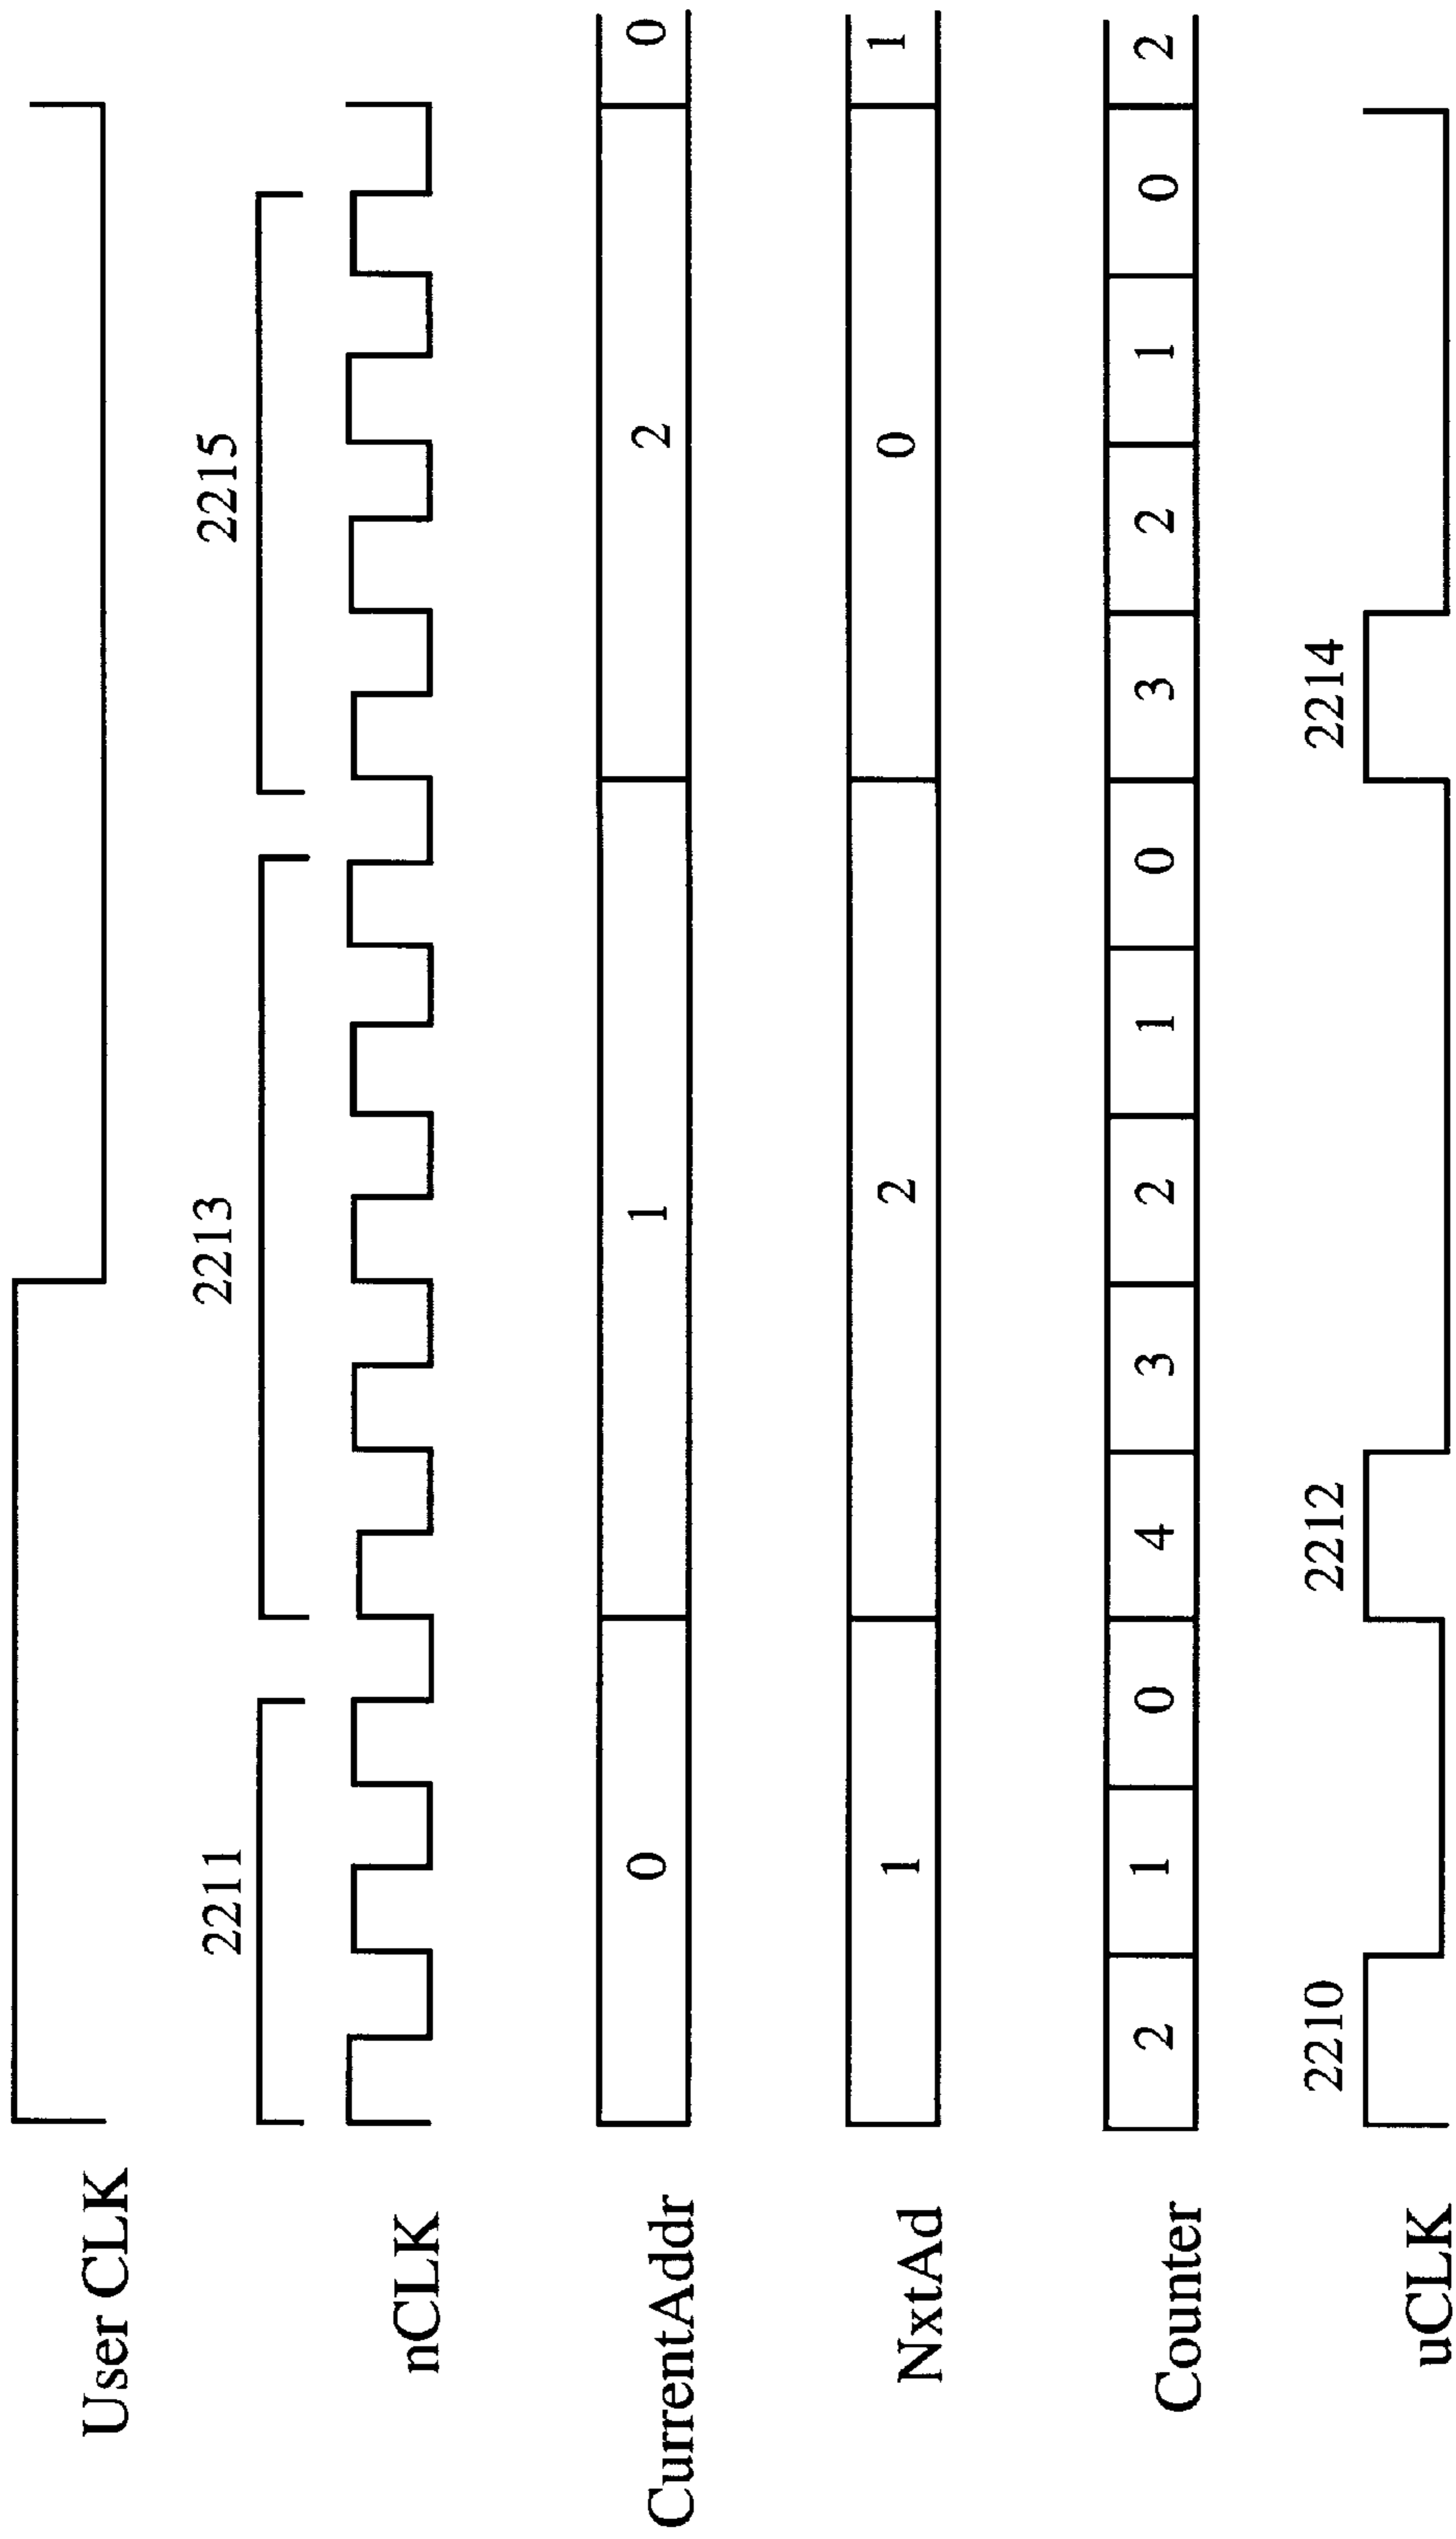 User CLK
2211 2213 2215
nCLK
CurrentAddr 0 1 2 0
NxtAd 1 2 0 1
Counter 2 1 0 4 3 2 1 0 3 2 1 0 2
2210 2212 2214
uCLK